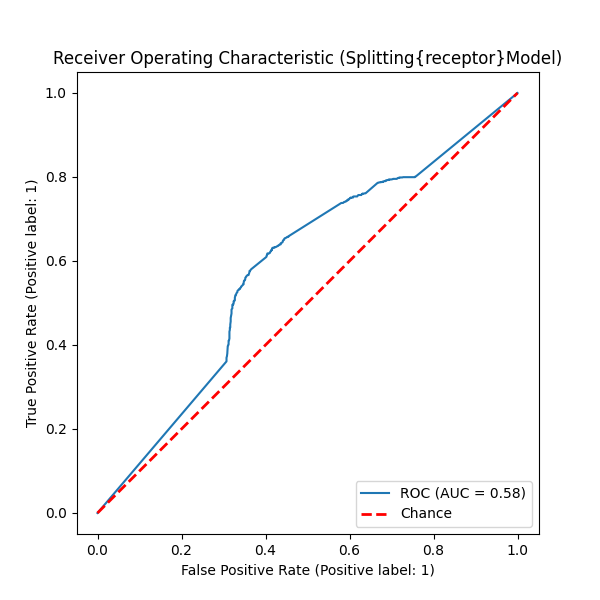 Receiver Operating Characteristic (Splitting{receptor}Model)
1.0
0.8
0.6
0.4
0.2
0.0
True Positive Rate (Positive label: 1)
ROC (AUC = 0.58)
Chance
0.0 0.2 0.4 0.6 0.8 1.0
False Positive Rate (Positive label: 1)